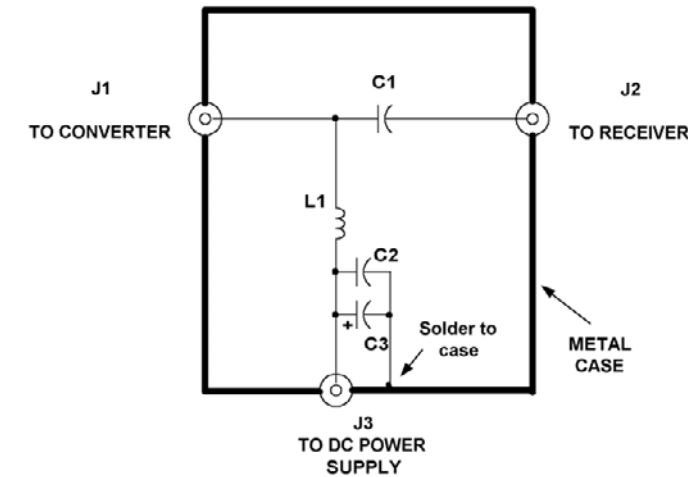 C1
J1
J2
TO CONVERTER
TO RECEIVER
L1
C2
+
C3
Solder to
case
METAL
CASE
J3
TO DC POWER
SUPPLY